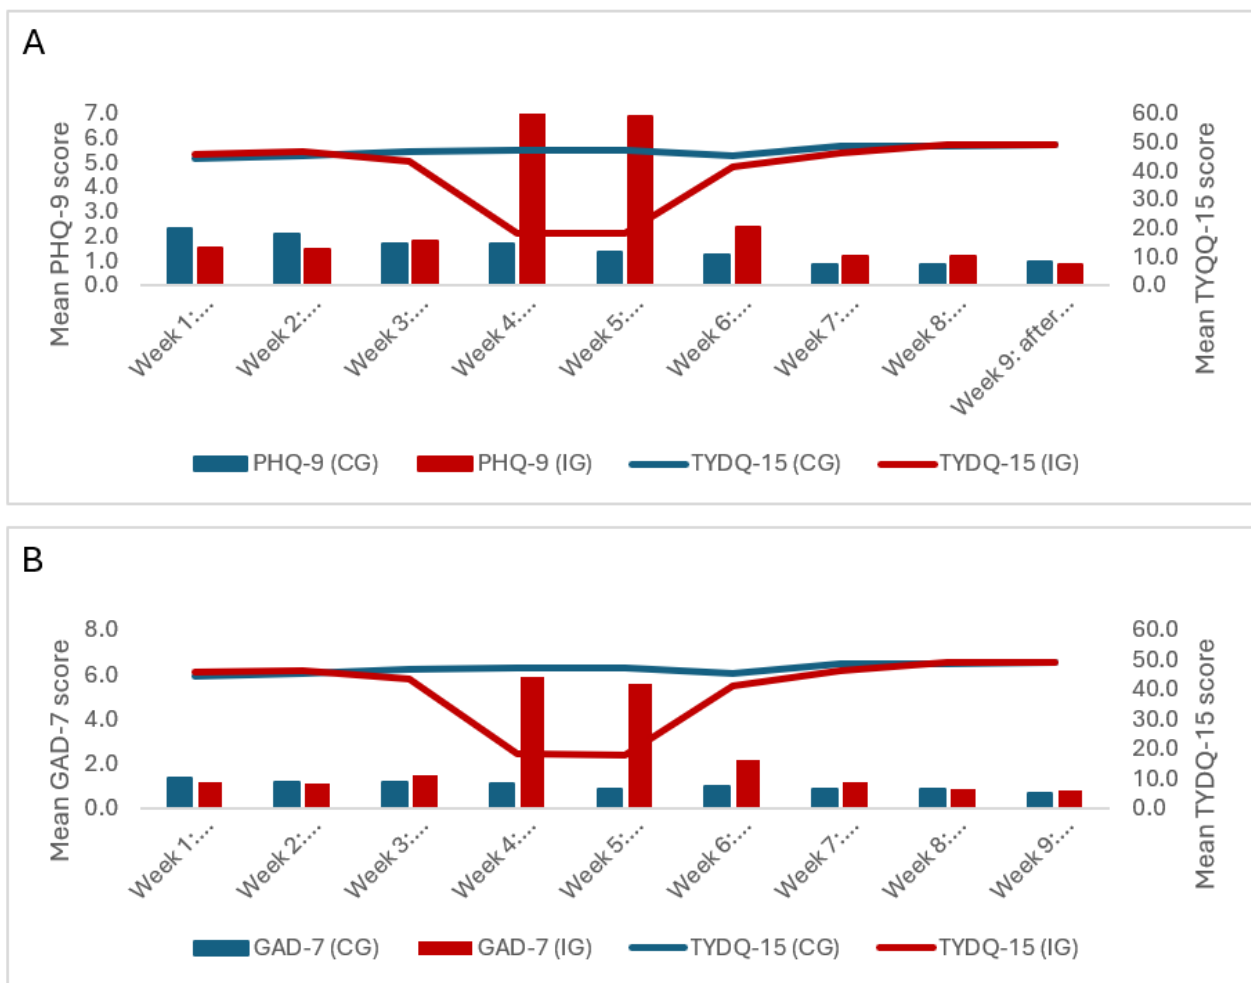 A
Mean PHQ-9 score
7.0
6.0
5.0
4.0
3.0
2.0
1.0
0.0
60.0
50.0
40.0
30.0
20.0
10.0
0.0
Mean TYQQ-15 score
Week 1:...
Week 2:...
Week 3:...
Week 4:...
Week 5:...
Week 6:...
Week 7:...
Week 8:...
Week 9: after...
PHQ-9 (CG) PHQ-9 (IG) TYDQ-15 (CG) TYDQ-15 (IG)
B
Mean GAD-7 score
8.0
6.0
4.0
2.0
0.0
60.0
50.0
40.0
30.0
20.0
10.0
0.0
Mean TYDQ-15 score
Week 1:...
Week 2:...
Week 3:...
Week 4:...
Week 5:...
Week 6:...
Week 7:...
Week 8:...
Week 9:...
GAD-7 (CG) GAD-7 (IG) TYDQ-15 (CG) TYDQ-15 (IG)